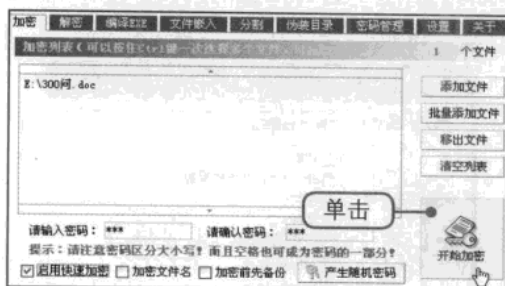 加密 解密 编译EXE 文件嵌入 分割 伪装目录 密码管理 设置 关于
加密列表(可以按住Ctrl键一次选择多个文件
1 个文件
E:\300问.doc
添加文件
批量添加文件
移出文件
清空列表
单击
请输入密码: *** 请确认密码: ***
提示:请注意密码区分大小写!而且空格也可成为密码的一部分!
开始加密
启用快速加密 加密文件名 加密前先备份 产生随机密码